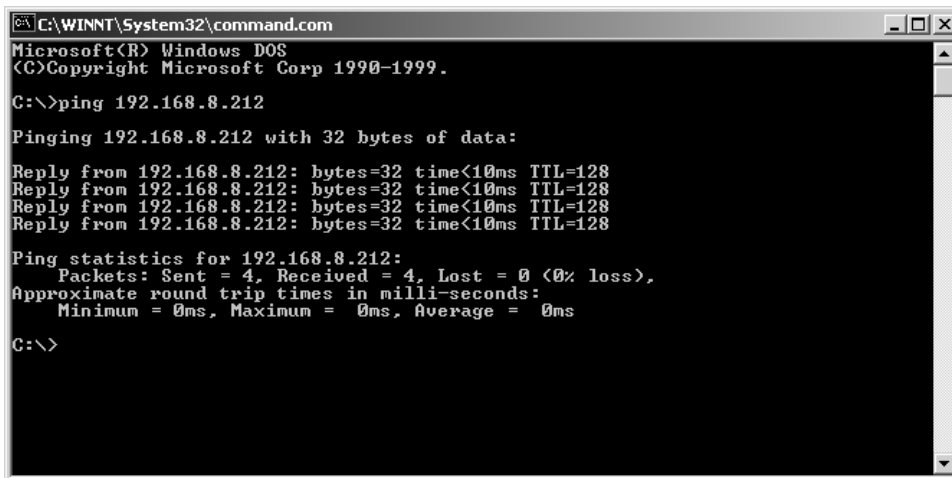 C:\WINNT\System32\command.com
Microsoft(R) Windows DOS
(C)Copyright Microsoft Corp 1990-1999.
C:\>ping 192.168.8.212
Pinging 192.168.8.212 with 32 bytes of data:
Reply from 192.168.8.212: bytes=32 time<10ms TTL=128
Reply from 192.168.8.212: bytes=32 time<10ms TTL=128
Reply from 192.168.8.212: bytes=32 time<10ms TTL=128
Reply from 192.168.8.212: bytes=32 time<10ms TTL=128
Ping statistics for 192.168.8.212:
    Packets: Sent = 4, Received = 4, Lost = 0 (0% loss),
Approximate round trip times in milli-seconds:
    Minimum = 0ms, Maximum =  0ms, Average =  0ms
C:\>